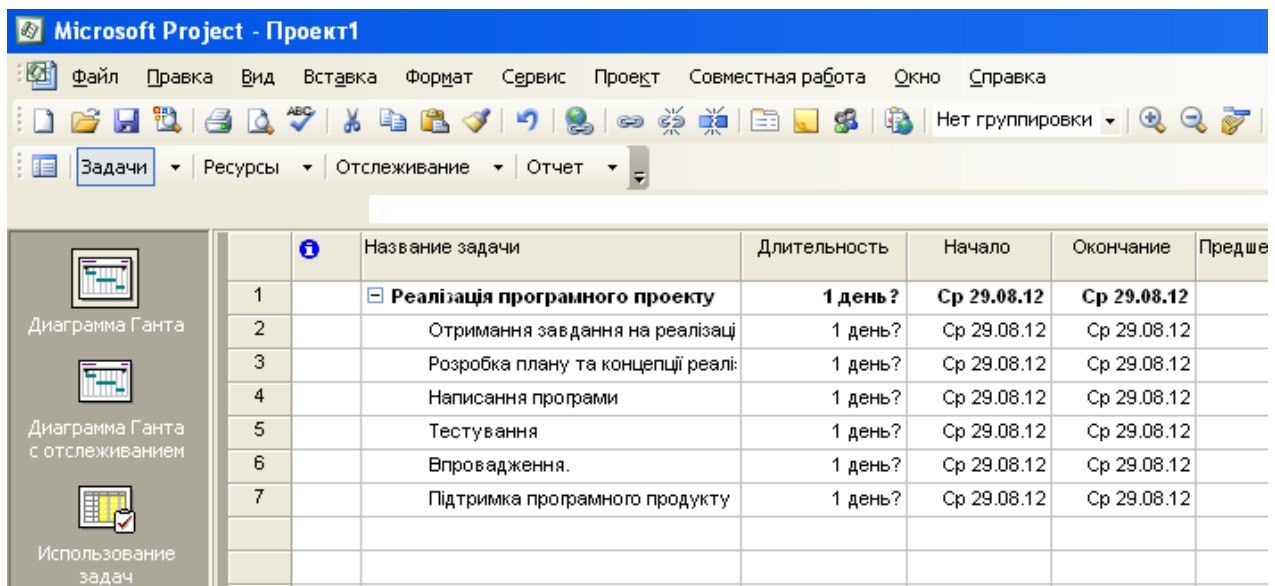 Microsoft Project - Проект1
Файл Правка Вид Вставка Формат Сервис Проект Совместная работа Окно Справка
ABC Нет группировки
Задачи Ресурсы Отслеживание Отчет
Название задачи Длительность Начало Окончание Предше
1 Реалізація програмного проекту 1 день? Ср 29.08.12 Ср 29.08.12
2 Отримання завдання на реалізаці 1 день? Ср 29.08.12 Ср 29.08.12
3 Розробка плану та концепції реалі 1 день? Ср 29.08.12 Ср 29.08.12
4 Написання програми 1 день? Ср 29.08.12 Ср 29.08.12
5 Тестування 1 день? Ср 29.08.12 Ср 29.08.12
6 Впровадження. 1 день? Ср 29.08.12 Ср 29.08.12
7 Підтримка програмного продукту 1 день? Ср 29.08.12 Ср 29.08.12
Диаграмма Ганта
Диаграмма Ганта
с отслеживанием
Использование
задач